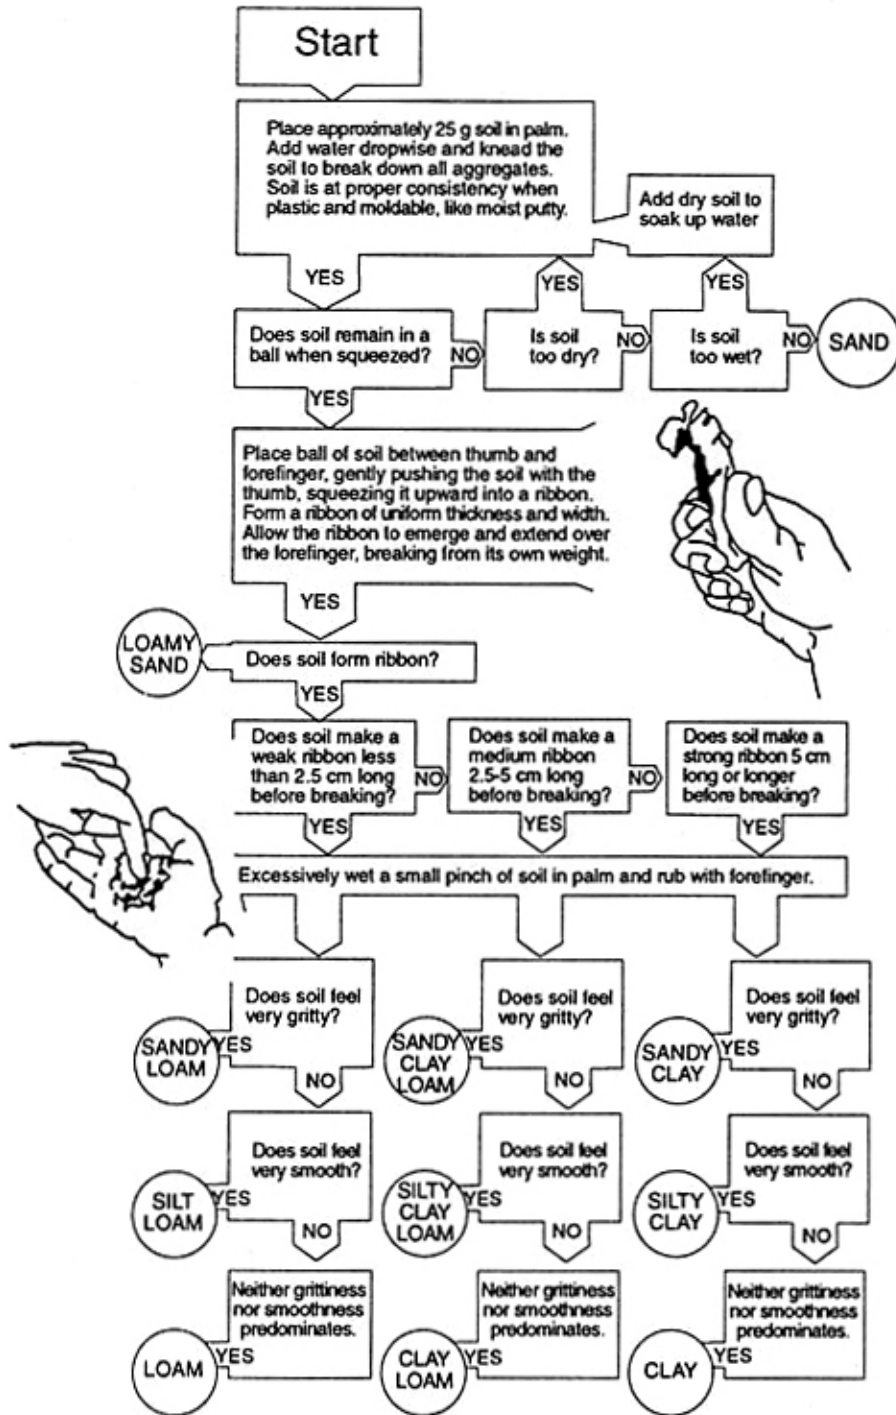 Start
Place approximately 25 g soil in palm.
Add water dropwise and knead the
soil to break down all aggregates.
Soil is at proper consistency when
plastic and moldable, like moist putty.
Add dry soil to
soak up water
YES
YES
YES
Does soil remain in a
ball when squeezed?
NO
Is soil
too dry?
NO
Is soil
too wet?
NO
SAND
YES
Place ball of soil between thumb and
forefinger, gently pushing the soil with the
thumb, squeezing it upward into a ribbon.
Form a ribbon of uniform thickness and width.
Allow the ribbon to emerge and extend over
the forefinger, breaking from its own weight.
YES
LOAMY
SAND
Does soil form ribbon?
YES
Does soil make a
weak ribbon less
than 2.5 cm long
before breaking?
NO
Does soil make a
medium ribbon
2.5-5 cm long
before breaking?
NO
Does soil make a
strong ribbon 5 cm
long or longer
before breaking?
YES
YES
YES
Excessively wet a small pinch of soil in palm and rub with forefinger.
Does soil feel
very gritty?
YES
SANDY
LOAM
NO
Does soil feel
very gritty?
YES
SANDY
CLAY
LOAM
NO
Does soil feel
very gritty?
YES
SANDY
CLAY
NO
Does soil feel
very smooth?
YES
SILT
LOAM
NO
Does soil feel
very smooth?
YES
SILTY
CLAY
LOAM
NO
Does soil feel
very smooth?
YES
SILTY
CLAY
NO
Neither grittiness
nor smoothness
predominates.
YES
LOAM
Neither grittiness
nor smoothness
predominates.
YES
CLAY
LOAM
Neither grittiness
nor smoothness
predominates.
YES
CLAY